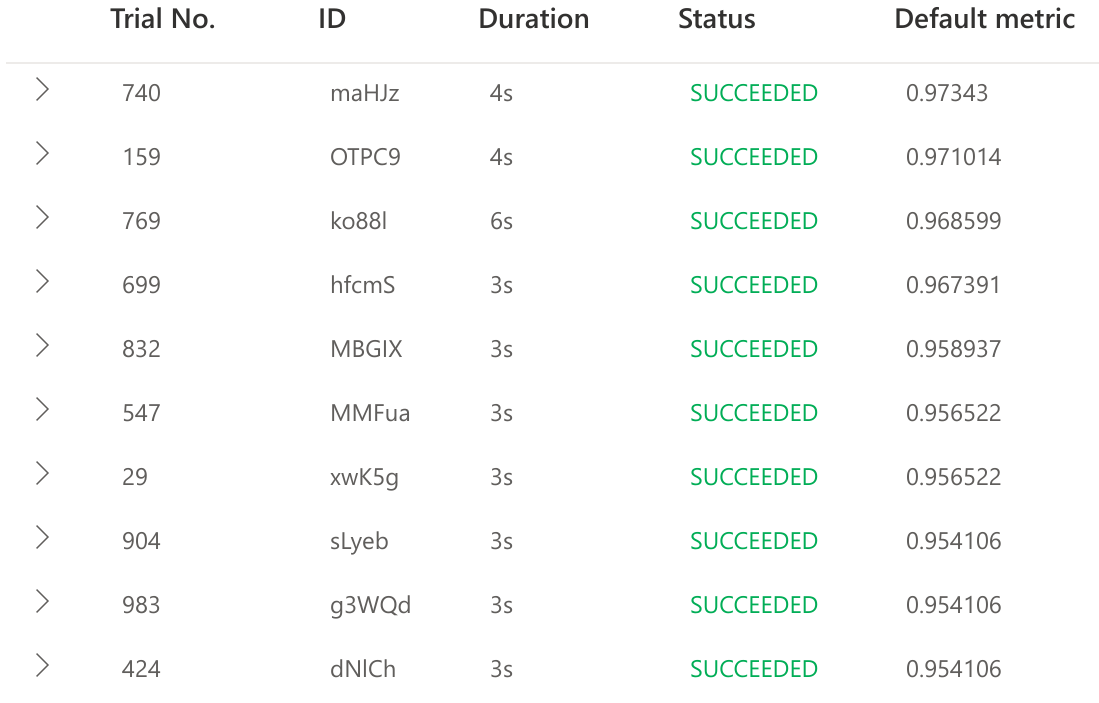 Trial No. ID Duration Status Default metric
740 maHJz 4s SUCCEEDED 0.97343
159 OTPC9 4s SUCCEEDED 0.971014
769 ko88l 6s SUCCEEDED 0.968599
699 hfcmS 3s SUCCEEDED 0.967391
832 MBGIX 3s SUCCEEDED 0.958937
547 MMFua 3s SUCCEEDED 0.956522
29 xwK5g 3s SUCCEEDED 0.956522
904 sLyeb 3s SUCCEEDED 0.954106
983 g3WQd 3s SUCCEEDED 0.954106
424 dNlCh 3s SUCCEEDED 0.954106